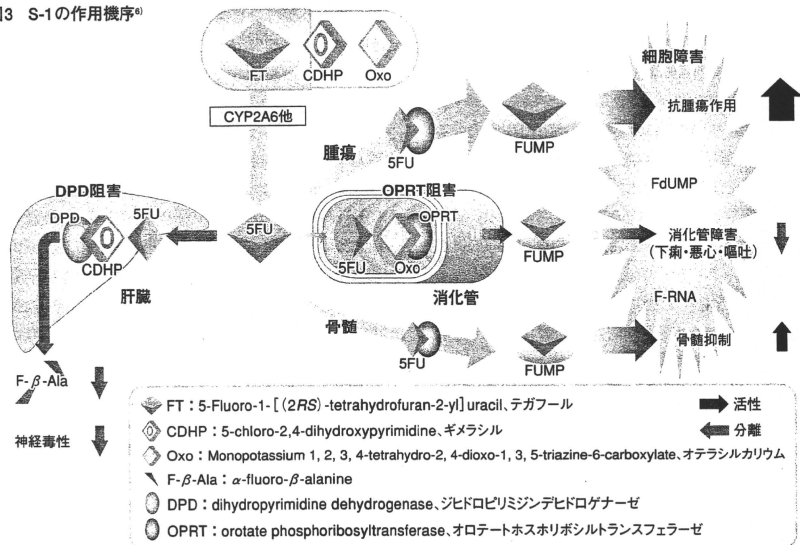 図3 S-1の作用機序6)
FT
CDHP
Oxo
CYP2A6他
細胞障害
腫瘍
5FU
FUMP
抗腫瘍作用
FdUMP
DPD阻害
DPD
5FU
CDHP
肝臓
5FU
OPRT阻害
OPRT
5FU
Oxo
消化管
FUMP
消化管障害
(下痢・悪心・嘔吐)
F-RNA
骨髄
5FU
FUMP
骨髄抑制
F-β-Ala
神経毒性
FT:5-Fluoro-1-[(2RS)-tetrahydrofuran-2-yl]uracil、テガフール
CDHP:5-chloro-2,4-dihydroxypyrimidine、ギメラシル
Oxo:Monopotassium 1, 2, 3, 4-tetrahydro-2, 4-dioxo-1, 3, 5-triazine-6-carboxylate、オテラシルカリウム
F-β-Ala:α-fluoro-β-alanine
DPD:dihydropyrimidine dehydrogenase、ジヒドロピリミジンデヒドロゲナーゼ
OPRT:orotate phosphoribosyltransferase、オロテートホスホリボシルトランスフェラーゼ
活性
分離